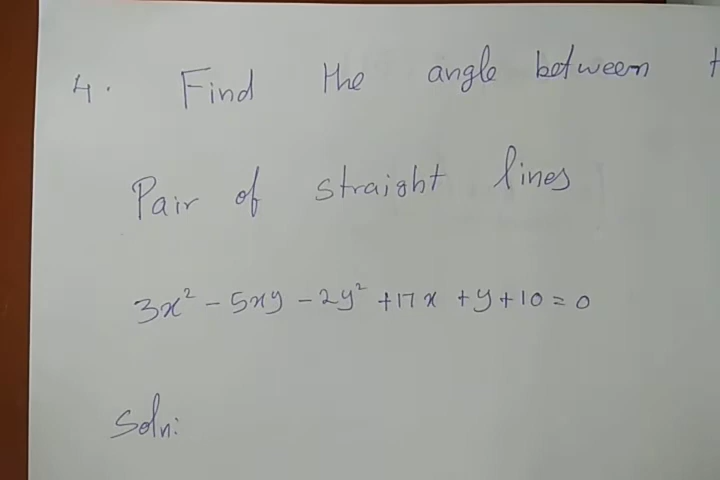 4. Find the angle between
Pair of straight lines
3x² - 5xy - 2y² + 17x + y + 10 = 0
Soln: